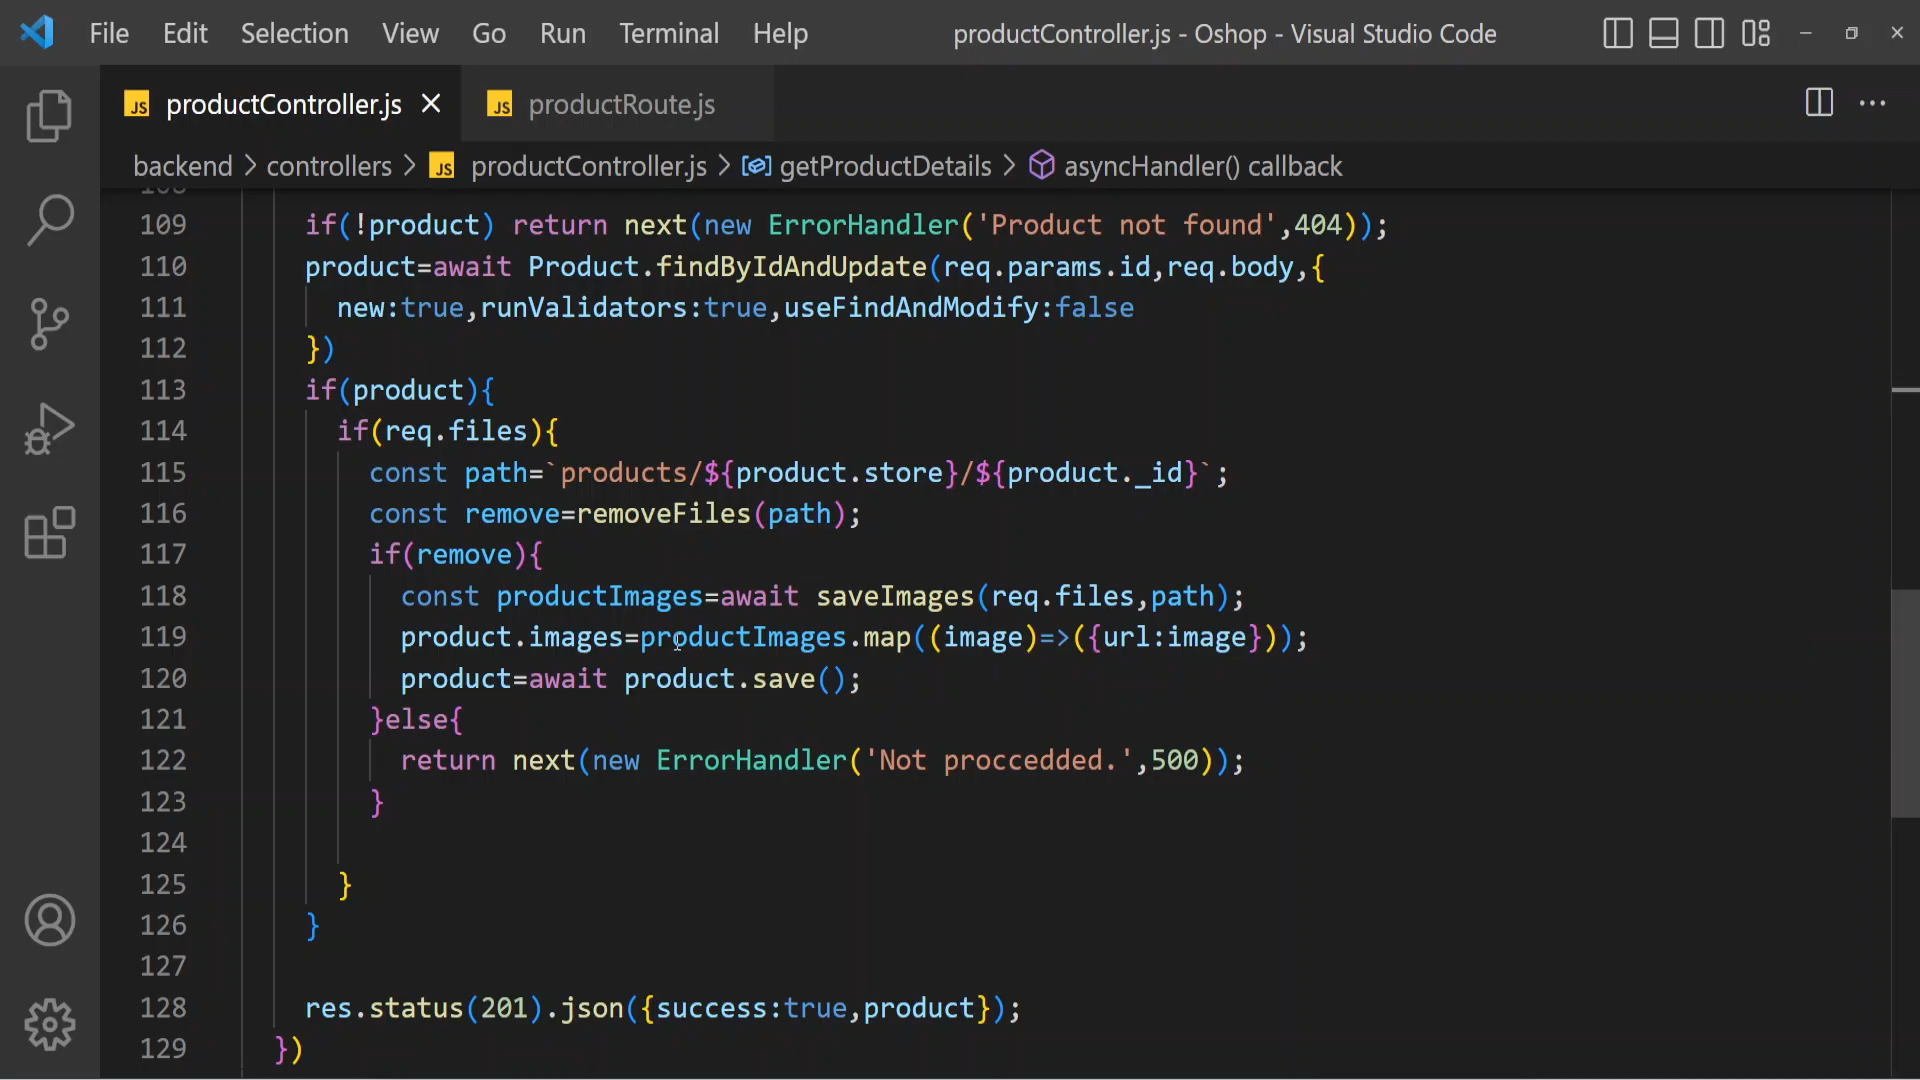 File Edit Selection View Go Run Terminal Help productController.js - Oshop - Visual Studio Code
JS productController.js JS productRoute.js
backend > controllers > JS productController.js > getProductDetails > asyncHandler() callback
108
109 if(!product) return next(new ErrorHandler('Product not found',404));
110 product=await Product.findByIdAndUpdate(req.params.id,req.body,{
111 new:true,runValidators:true,useFindAndModify:false
112 })
113 if(product){
114 if(req.files){
115 const path=`products/${product.store}/${product._id}`;
116 const remove=removeFiles(path);
117 if(remove){
118 const productImages=await saveImages(req.files,path);
119 product.images=productImages.map((image)=>({url:image}));
120 product=await product.save();
121 }else{
122 return next(new ErrorHandler('Not proccedded.',500));
123 }
124
125 }
126 }
127
128 res.status(201).json({success:true,product});
129 })